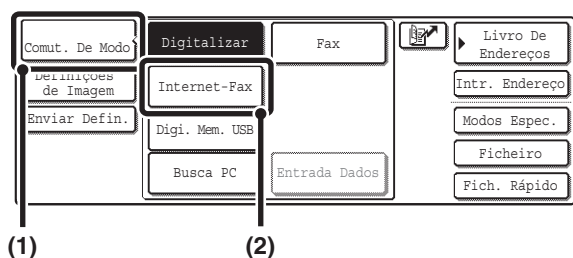 Comut. De Modo
Digitalizar
Fax
Livro De
Endereços
Definições
de Imagem
Internet-Fax
Intr. Endereço
Enviar Defin.
Digi. Mem. USB
Modos Espec.
Busca PC
Entrada Dados
Ficheiro
Fich. Rápido
(1)
(2)